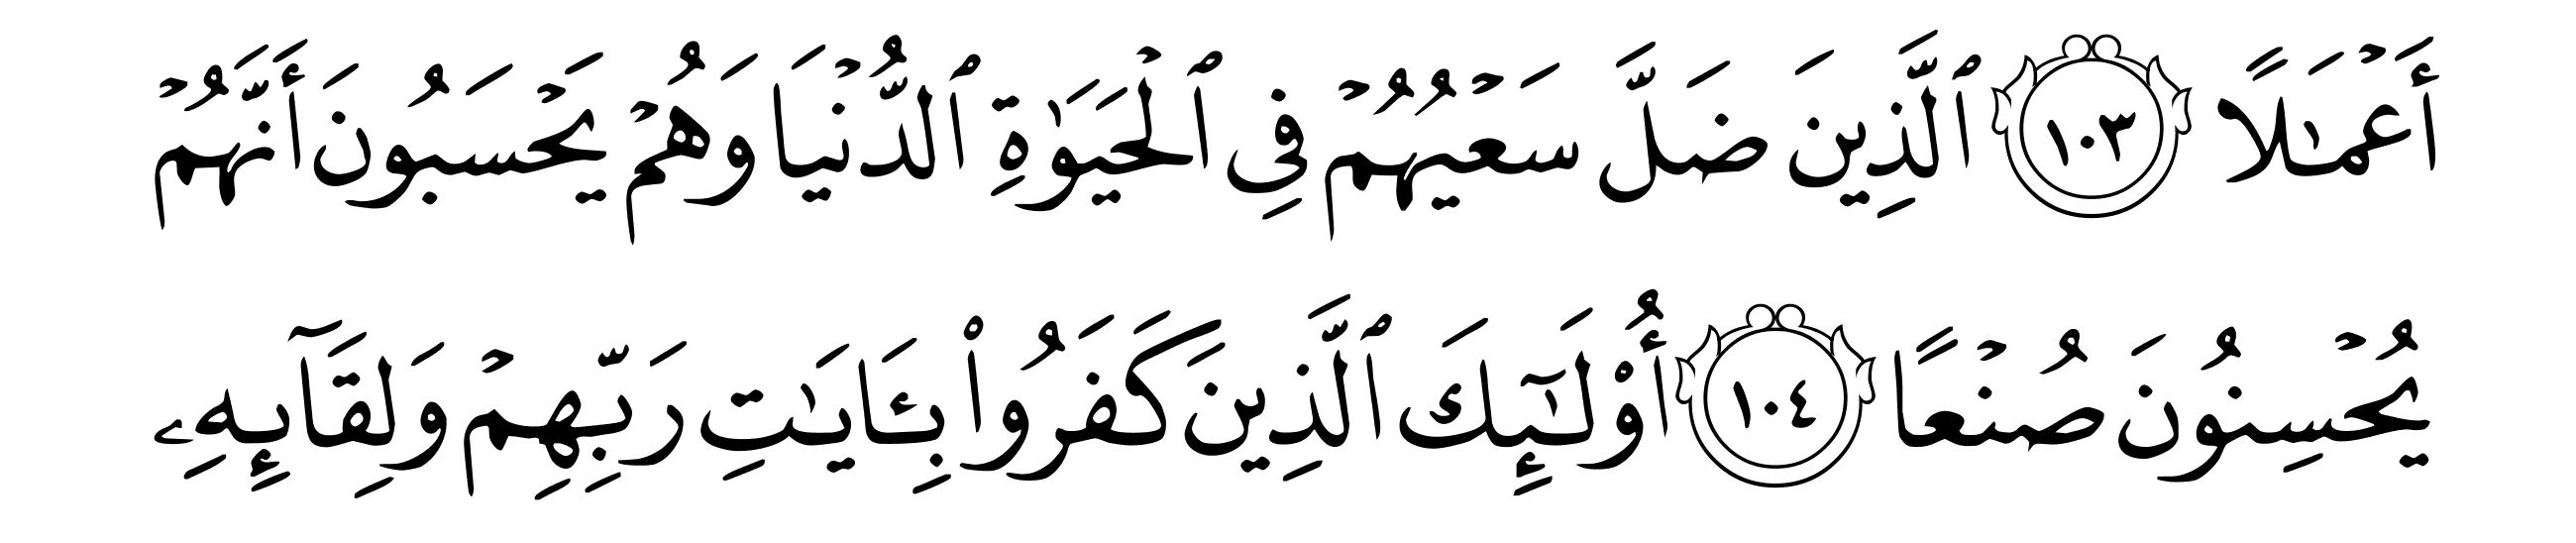 أَعْمَـٰلًا ١٠٣ ٱلَّذِينَ ضَلَّ سَعْيُهُمْ فِى ٱلْحَيَوٰةِ ٱلدُّنْيَا وَهُمْ يَحْسَبُونَ أَنَّهُمْ
يُحْسِنُونَ صُنْعًا ١٠٤ أُو۟لَـٰٓئِكَ ٱلَّذِينَ كَفَرُوا۟ بِـَٔايَـٰتِ رَبِّهِمْ وَلِقَآئِهِۦ